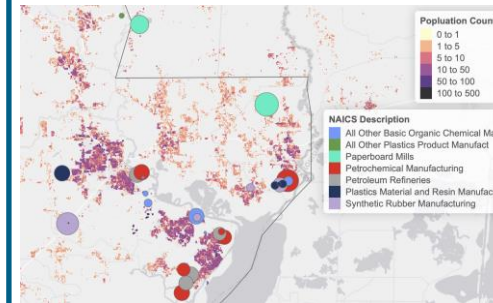 Popluation Count
0 to 1
1 to 5
5 to 10
10 to 50
50 to 100
100 to 500
NAICS Description
All Other Basic Organic Chemical Ma
All Other Plastics Product Manufact
Paperboard Mills
Petrochemical Manufacturing
Petroleum Refineries
Plastics Material and Resin Manufac
Synthetic Rubber Manufacturing